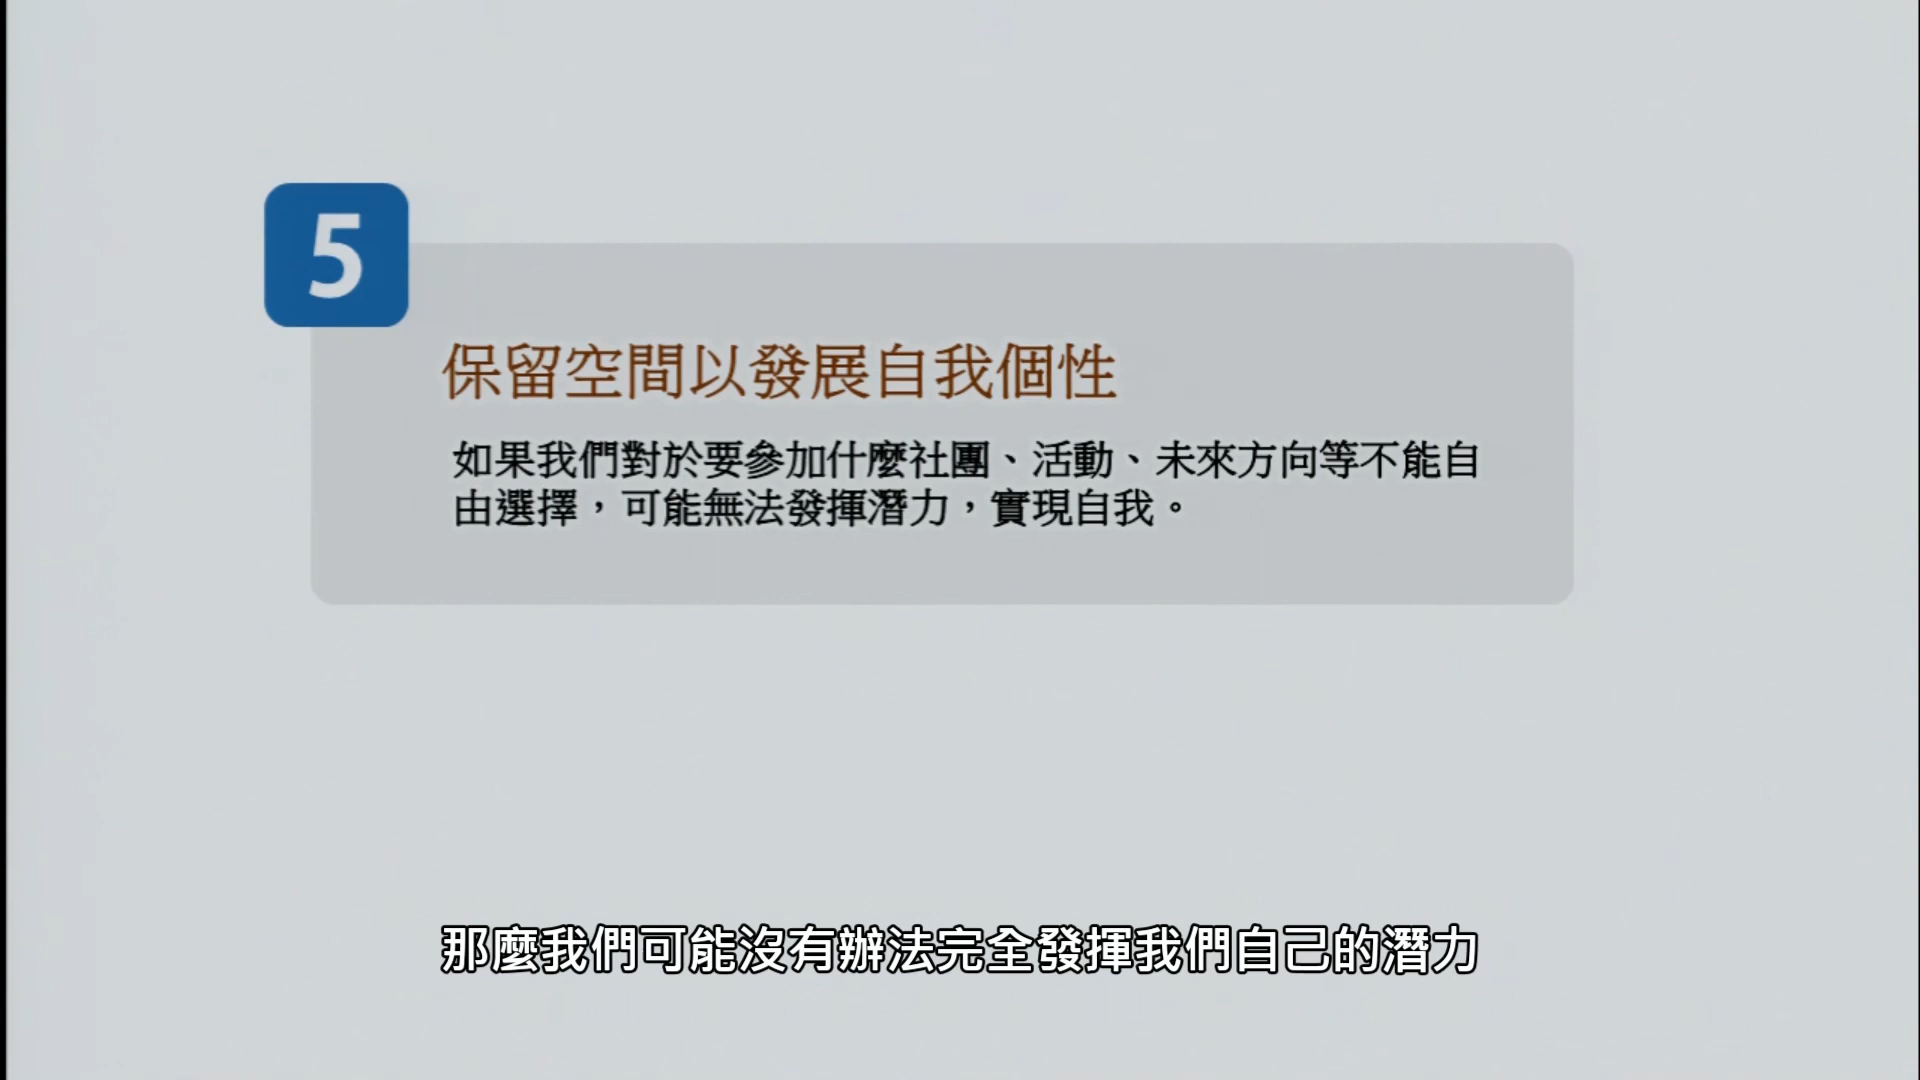 5
保留空間以發展自我個性
如果我們對於要參加什麼社團、活動、未來方向等不能自
由選擇，可能無法發揮潛力，實現自我。
那麼我們可能沒有辦法完全發揮我們自己的潛力